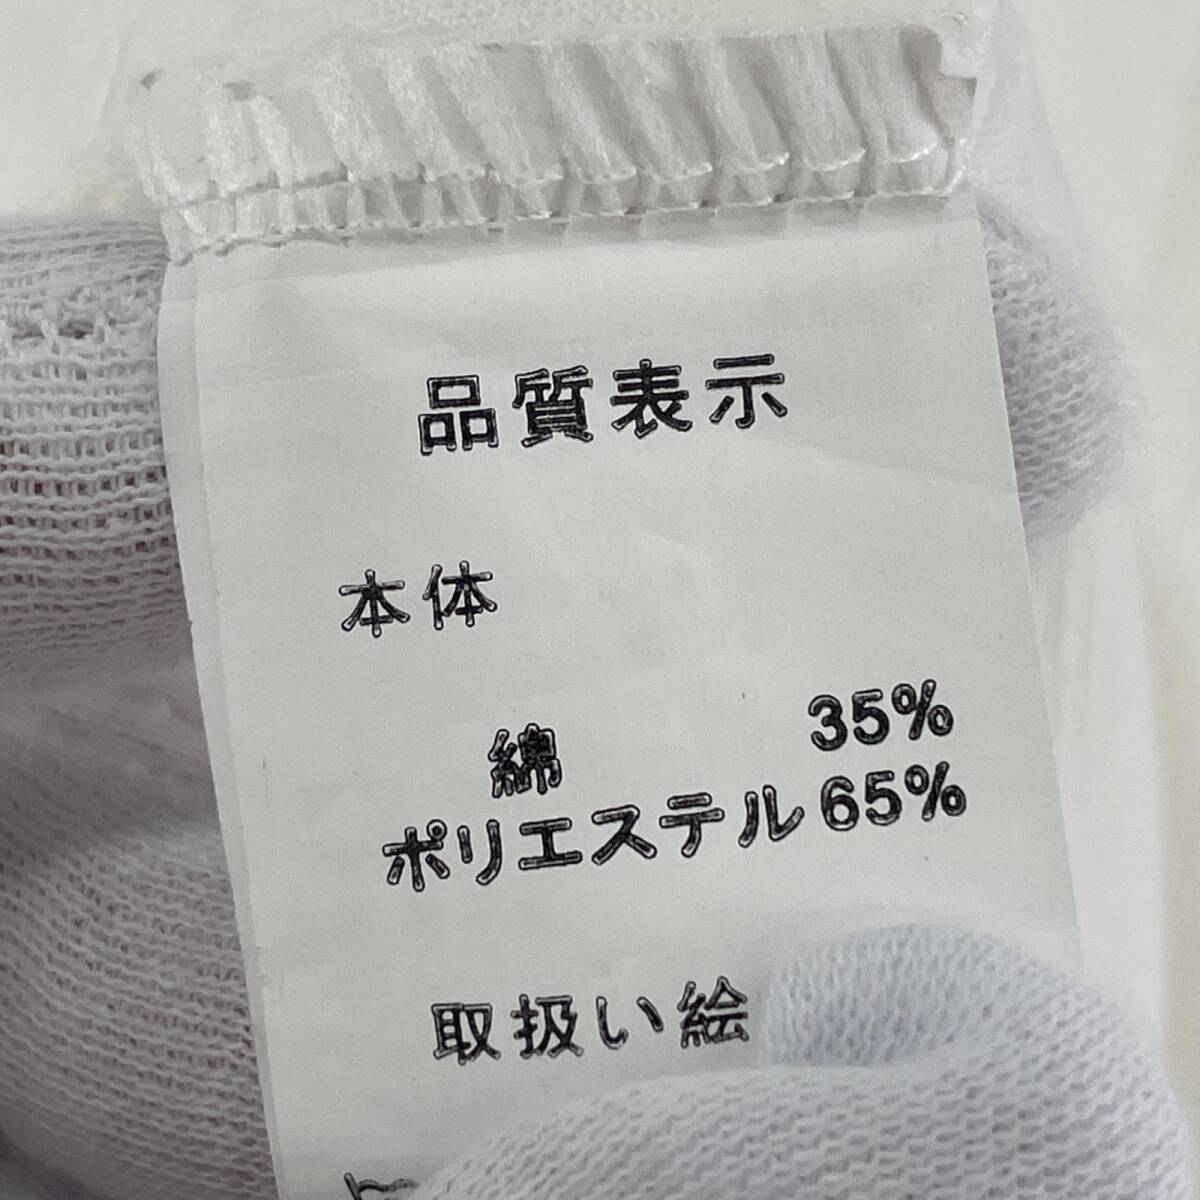 品質表示
本体
綿 35%
ポリエステル 65%
取扱い絵